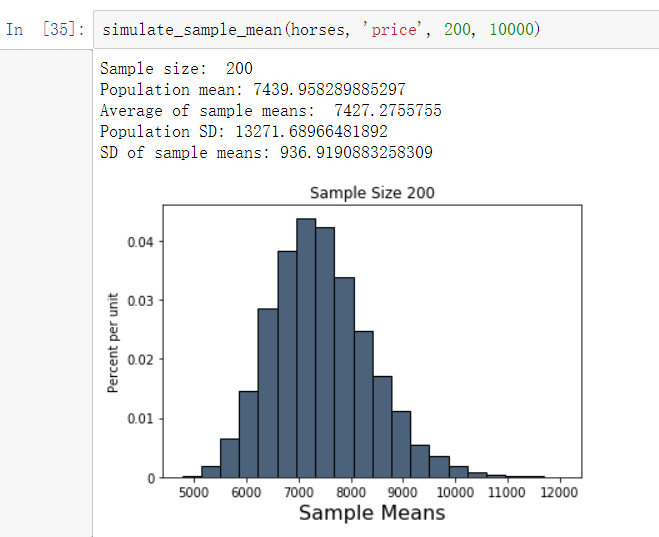 In [35]: simulate_sample_mean(horses, 'price', 200, 10000)
Sample size:  200
Population mean: 7439.958289885297
Average of sample means:  7427.2755755
Population SD: 13271.68966481892
SD of sample means: 936.9190883258309
Sample Size 200
Percent per unit
0.04
0.03
0.02
0.01
0
5000 6000 7000 8000 9000 10000 11000 12000
Sample Means